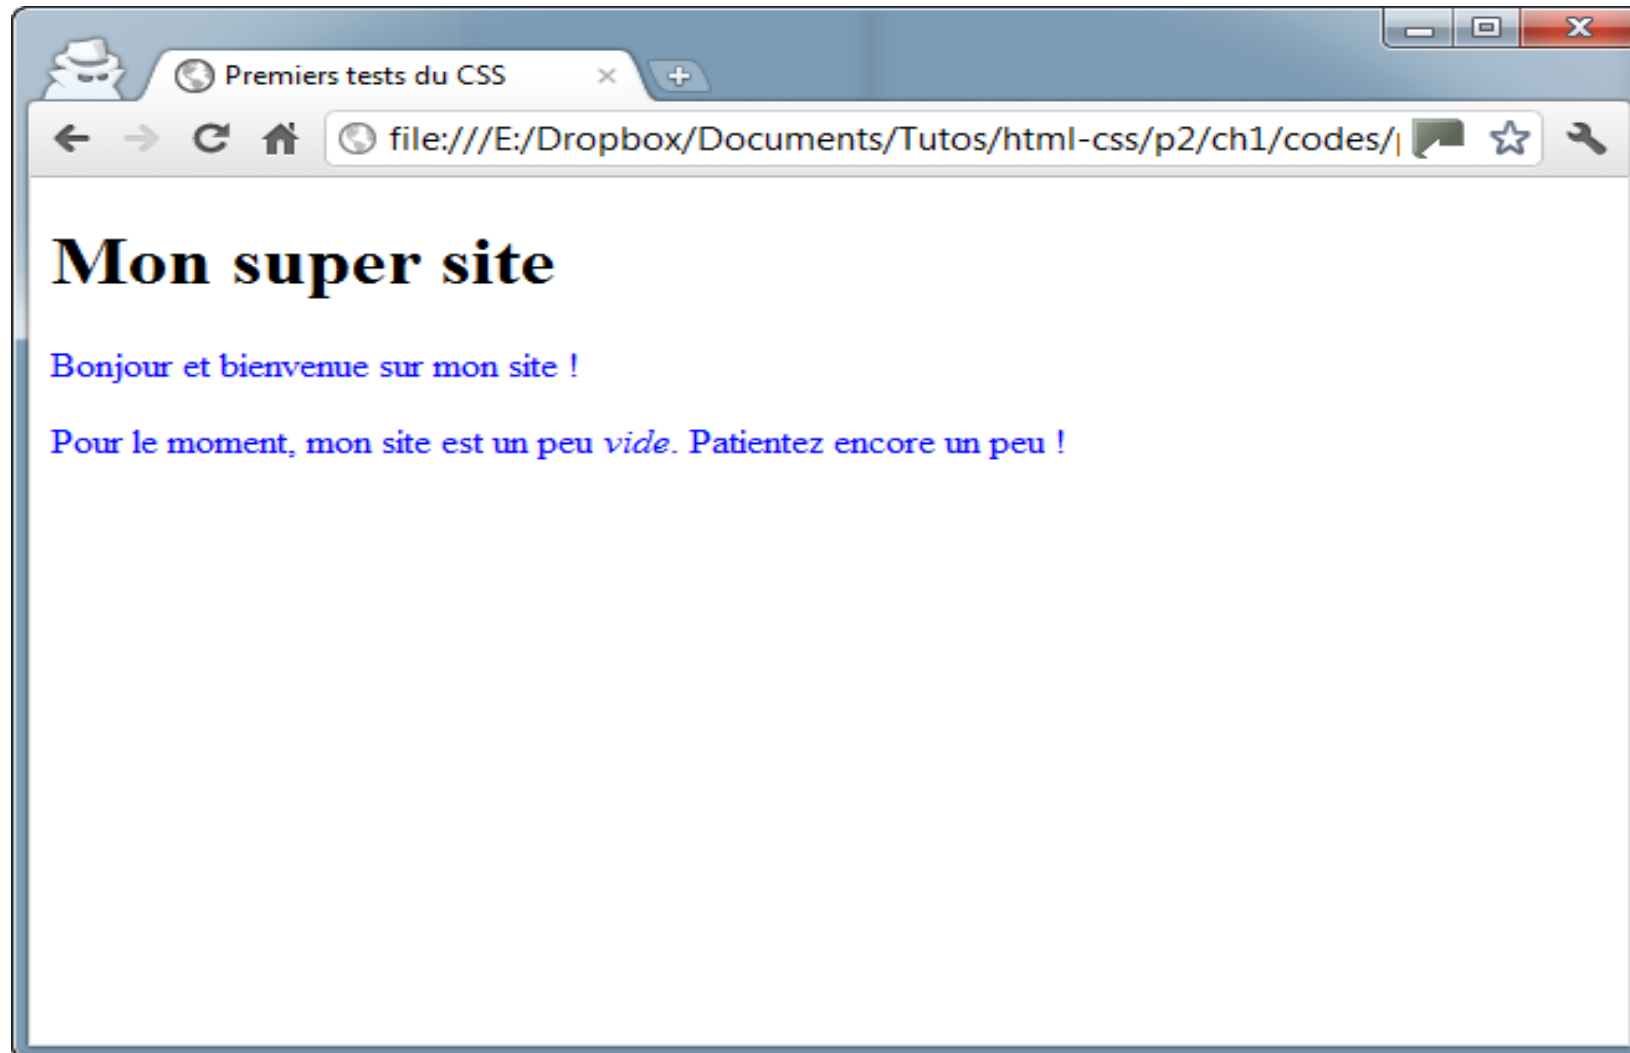 Premiers tests du CSS
file:///E:/Dropbox/Documents/Tutos/html-css/p2/ch1/codes/
Mon super site
Bonjour et bienvenue sur mon site !
Pour le moment, mon site est un peu vide. Patientez encore un peu !